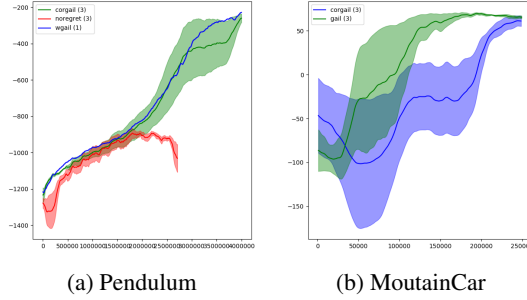 corgail (3)
noregret (3)
wgail (1)
−200
−400
−600
−800
−1000
−1200
−1400
0 500000 1000000 1500000 2000000 2500000 3000000 3500000 4000000
(a) Pendulum
corgail (3)
gail (3)
50
0
−50
−100
−150
0 50000 100000 150000 200000 250000
(b) MoutainCar